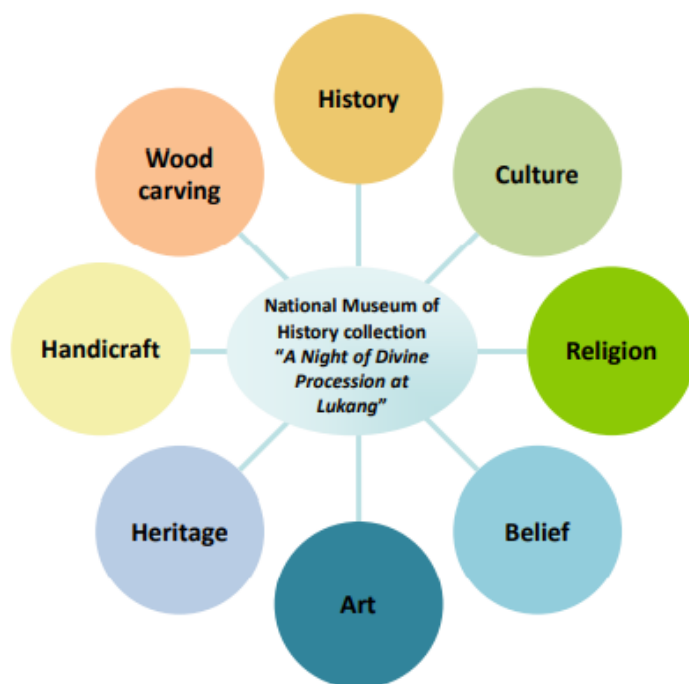 History
Culture
Religion
Belief
Art
Heritage
Handicraft
Wood
carving
National Museum of
History collection
“A Night of Divine
Procession at
Lukang”